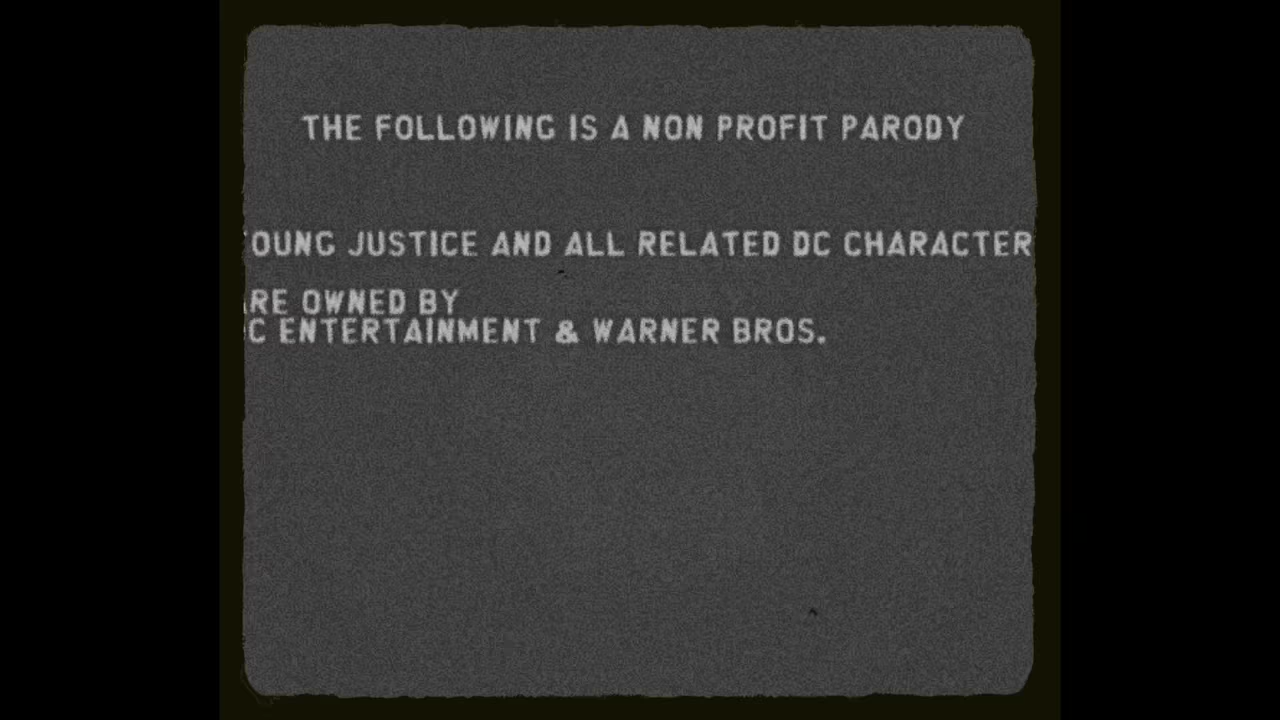 THE FOLLOWING IS A NON PROFIT PARODY
OUNG JUSTICE AND ALL RELATED DC CHARACTER
RE OWNED BY
C ENTERTAINMENT & WARNER BROS.